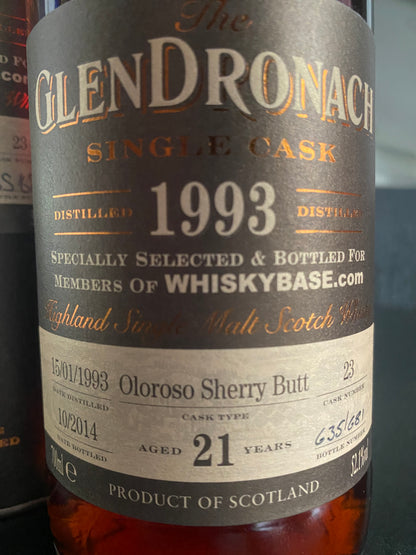 The
GLENDRONACH
SINGLE CASK
DISTILLED 1993 DISTILLED
SPECIALLY SELECTED & BOTTLED FOR
MEMBERS OF WHISKYBASE.com
Highland Single Malt Scotch
15/01/1993 Oloroso Sherry Butt 23
DATE DISTILLED CASK TYPE CASK NUMBER
10/2014 AGED 21 YEARS 635/681
DATE BOTTLED BOTTLE NUMBER
PRODUCT OF SCOTLAND
.com
23